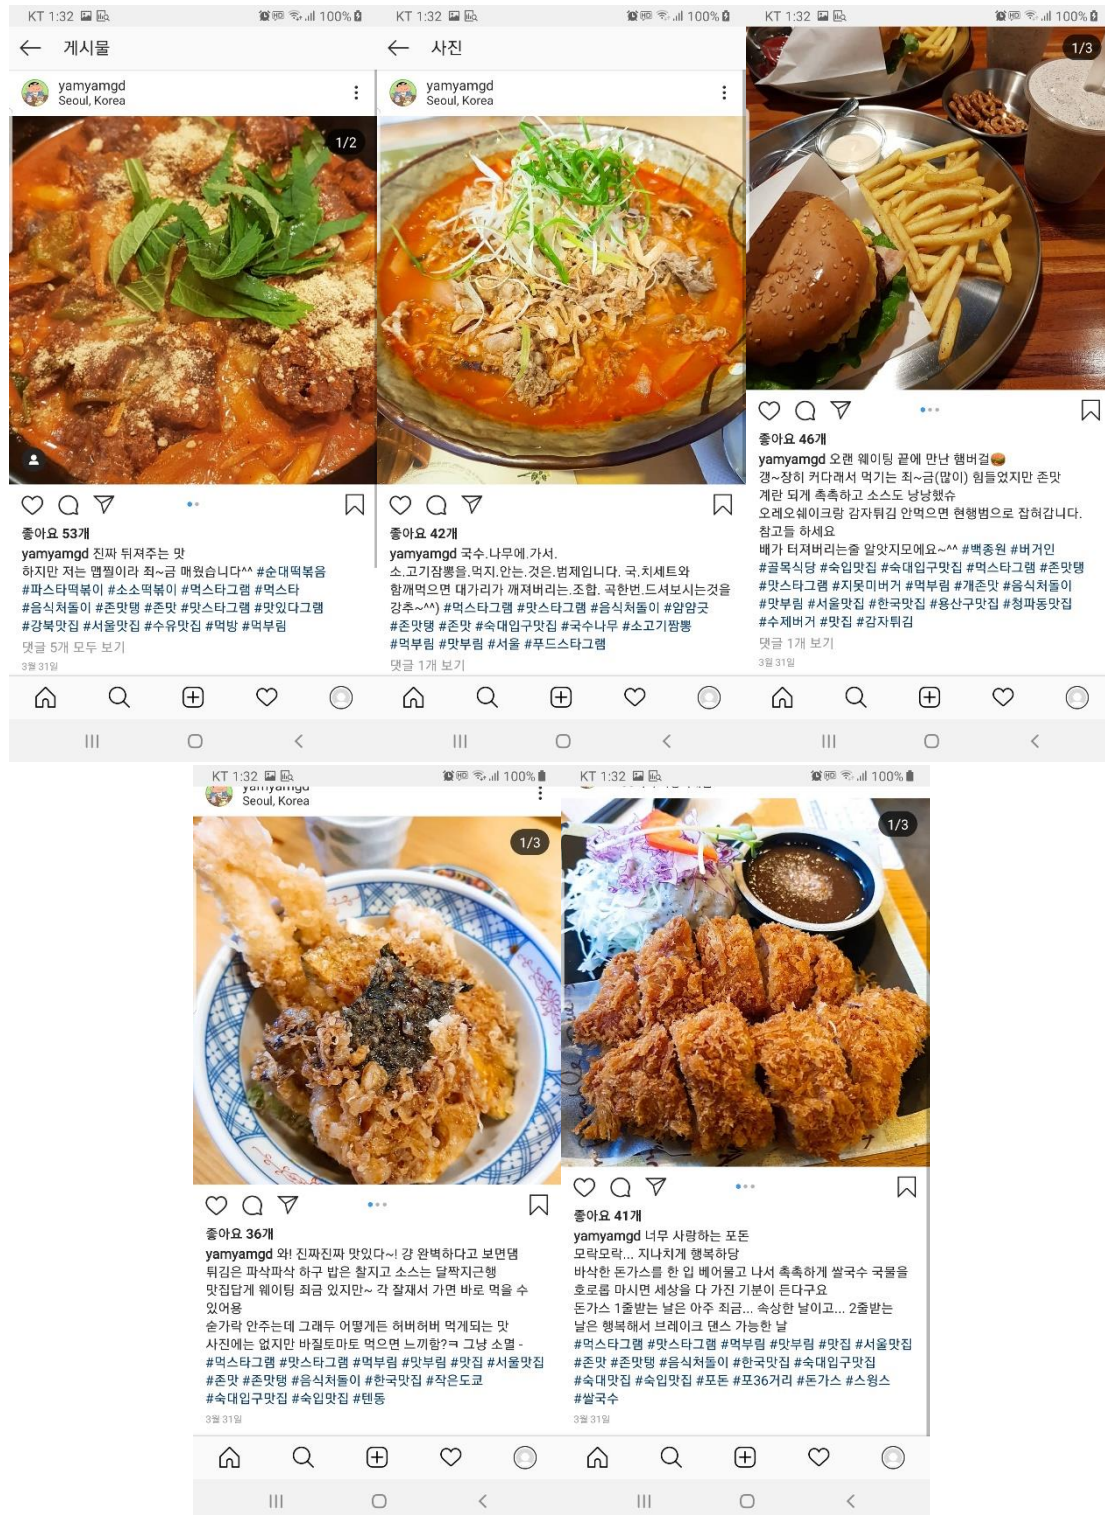 KT 1:32
100%
게시물
yamyamgd
Seoul, Korea
1/2
좋아요 53개
yamyamgd 진짜 뒤져주는 맛
하지만 저는 맵찔이라 죄~금 매웠습니다^^ #순대떡볶음
#파스타떡볶이 #소소떡볶이 #먹스타그램 #먹스타
#음식처돌이 #존맛탱 #존맛 #맛스타그램 #맛있다그램
#강북맛집 #서울맛집 #수유맛집 #먹방 #먹부림
댓글 5개 모두 보기
3월 31일
KT 1:32
100%
사진
yamyamgd
Seoul, Korea
좋아요 42개
yamyamgd 국수.나무에.가서.
소.고기짬뽕을.먹지.안는.것은.범제입니다. 국.치세트와
함깨먹으면 대가리가 깨져버리는.조합. 곡한번.드셔보시는것을
강추~^^) #먹스타그램 #맛스타그램 #음식처돌이 #얌얌굿
#존맛탱 #존맛 #숙대입구맛집 #국수나무 #소고기짬뽕
#먹부림 #맛부림 #서울 #푸드스타그램
댓글 1개 보기
KT 1:32
100%
1/3
좋아요 46개
yamyamgd 오랜 웨이팅 끝에 만난 햄버걸🍔
갱~장히 커다래서 먹기는 죄~금(많이) 힘들었지만 존맛
계란 되게 촉촉하고 소스도 낭낭했슈
오레오쉐이크랑 감자튀김 안먹으면 현행범으로 잡혀갑니다.
참고들 하세요
배가 터져버리는줄 알앗지모에요~^^ #백종원 #버거인
#골목식당 #숙입맛집 #숙대입구맛집 #먹스타그램 #존맛탱
#맛스타그램 #지못미버거 #먹부림 #개존맛 #음식처돌이
#맛부림 #서울맛집 #한국맛집 #용산구맛집 #청파동맛집
#수제버거 #맛집 #감자튀김
댓글 1개 보기
3월 31일
KT 1:32
100%
yamyamgd
Seoul, Korea
1/3
좋아요 36개
yamyamgd 와! 진짜진짜 맛있다~! 걍 완벽하다고 보면댐
튀김은 파삭파삭 하구 밥은 찰지고 소스는 달짝지근행
맛집답게 웨이팅 죄금 있지만~ 각 잘재서 가면 바로 먹을 수
있어용
숟가락 안주는데 그래두 어떻게든 허버허버 먹게되는 맛
사진에는 없지만 바질토마토 먹으면 느끼함?ㅋ 그냥 소멸 -
#먹스타그램 #맛스타그램 #먹부림 #맛부림 #맛집 #서울맛집
#존맛 #존맛탱 #음식처돌이 #한국맛집 #작은도쿄
#숙대입구맛집 #숙입맛집 #텐동
3월 31일
KT 1:32
100%
1/3
좋아요 41개
yamyamgd 너무 사랑하는 포돈
모락모락... 지나치게 행복하당
바삭한 돈가스를 한 입 베어물고 나서 촉촉하게 쌀국수 국물을
호로롭 마시면 세상을 다 가진 기분이 든다구요
돈가스 1줄받는 날은 아주 죄금... 속상한 날이고... 2줄받는
날은 행복해서 브레이크 댄스 가능한 날
#먹스타그램 #맛스타그램 #먹부림 #맛부림 #맛집 #서울맛집
#존맛 #존맛탱 #음식처돌이 #한국맛집 #숙대입구맛집
#숙대맛집 #숙입맛집 #포돈 #포36거리 #돈가스 #스윙스
#쌀국수
3월 31일